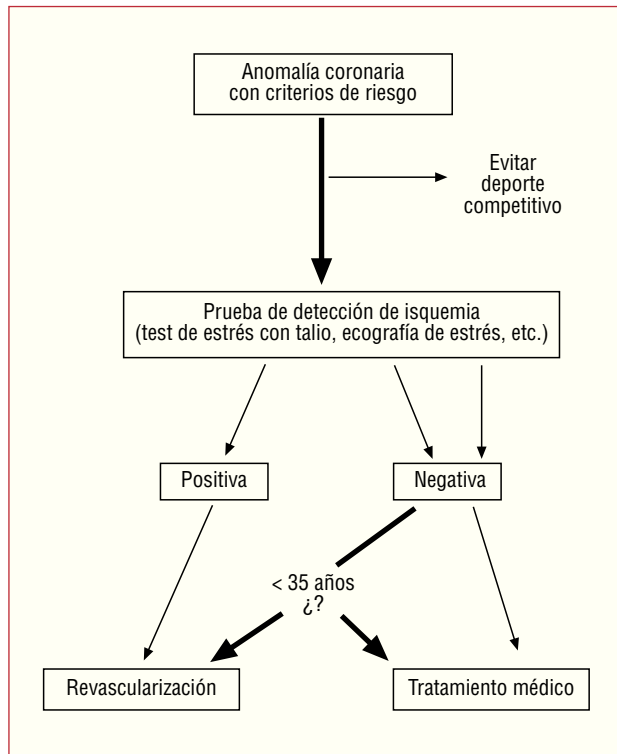 Anomalía coronaria
con criterios de riesgo
Evitar
deporte
competitivo
Prueba de detección de isquemia
(test de estrés con talio, ecografía de estrés, etc.)
Positiva
Negativa
< 35 años
¿?
Revascularización
Tratamiento médico